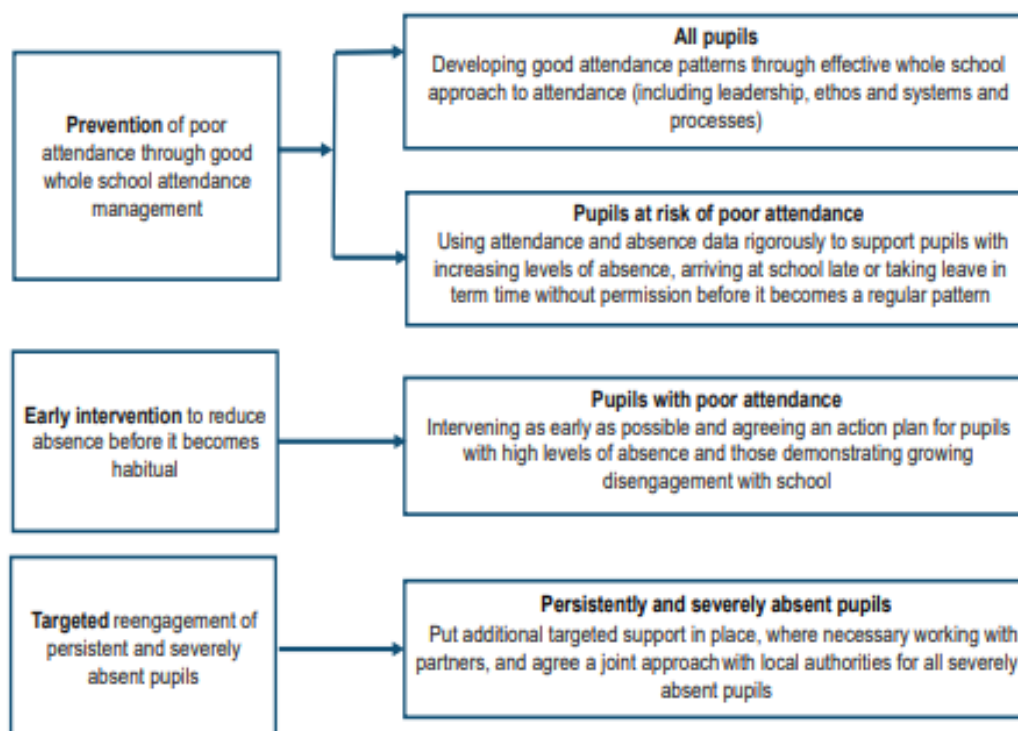 Prevention of poor
attendance through good
whole school attendance
management
All pupils
Developing good attendance patterns through effective whole school
approach to attendance (including leadership, ethos and systems and
processes)
Pupils at risk of poor attendance
Using attendance and absence data rigorously to support pupils with
increasing levels of absence, arriving at school late or taking leave in
term time without permission before it becomes a regular pattern
Early intervention to reduce
absence before it becomes
habitual
Pupils with poor attendance
Intervening as early as possible and agreeing an action plan for pupils
with high levels of absence and those demonstrating growing
disengagement with school
Targeted reengagement of
persistent and severely
absent pupils
Persistently and severely absent pupils
Put additional targeted support in place, where necessary working with
partners, and agree a joint approach with local authorities for all severely
absent pupils